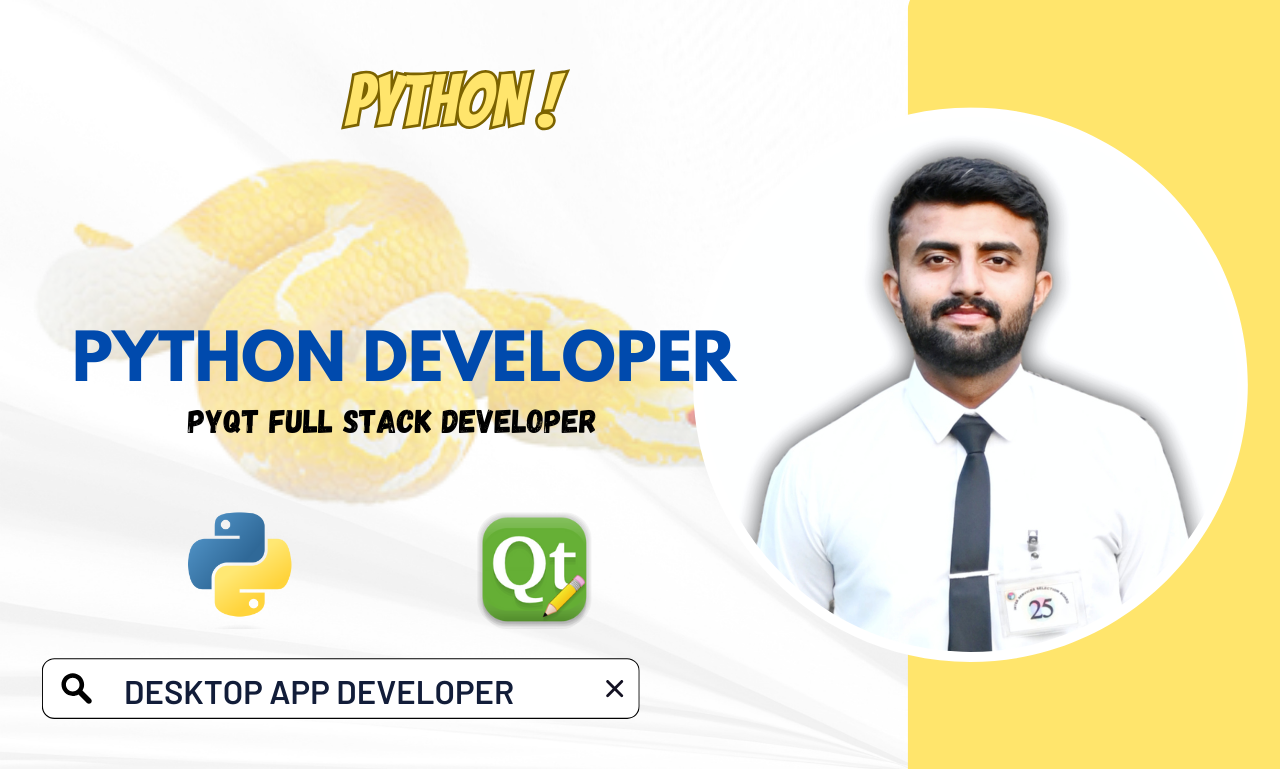 PYTHON !
PYTHON DEVELOPER
PYQT FULL STACK DEVELOPER
Qt
DESKTOP APP DEVELOPER
25